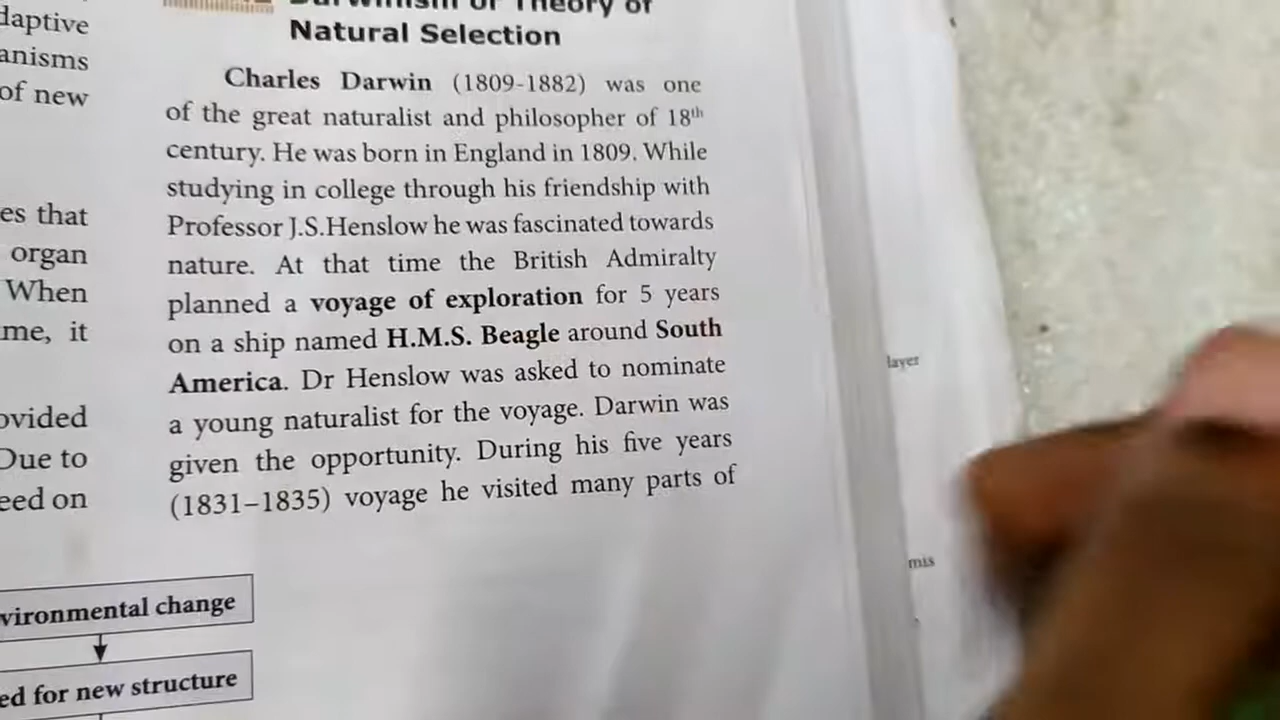 daptive
anisms
of new
es that
organ
When
me, it
ovided
Due to
eed on
vironmental change
ed for new structure
Darwinism or Theory of
Natural Selection
Charles Darwin (1809-1882) was one
of the great naturalist and philosopher of 18th
century. He was born in England in 1809. While
studying in college through his friendship with
Professor J.S.Henslow he was fascinated towards
nature. At that time the British Admiralty
planned a voyage of exploration for 5 years
on a ship named H.M.S. Beagle around South
America. Dr Henslow was asked to nominate
a young naturalist for the voyage. Darwin was
given the opportunity. During his five years
(1831–1835) voyage he visited many parts of
layer
mis